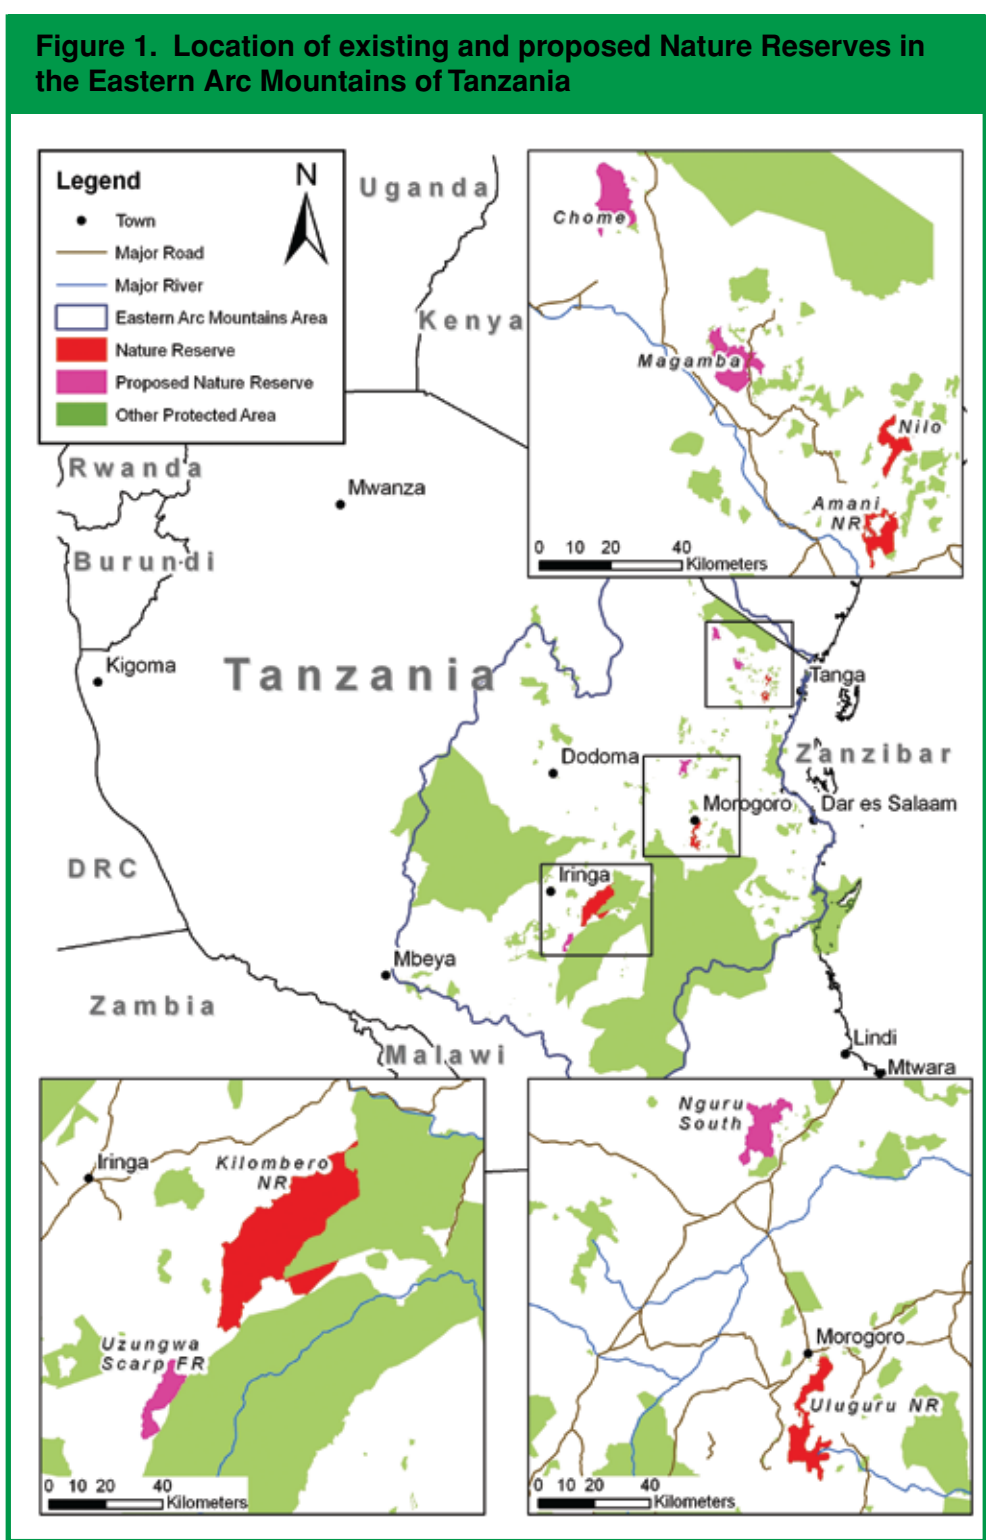 Figure 1. Location of existing and proposed Nature Reserves in
the Eastern Arc Mountains of Tanzania
Legend
N
Town
Major Road
Major River
Eastern Arc Mountains Area
Nature Reserve
Proposed Nature Reserve
Other Protected Area
Uganda
Kenya
Rwanda
Burundi
Mwanza
Kigoma
Tanzania
Chome
Magamba
Nilo
Amani
NR
0 10 20 40
Kilometers
Tanga
Zanzibar
Dodoma
Morogoro
Dar es Salaam
Iringa
DRC
Mbeya
Zambia
Malawi
Lindi
Mtwara
Iringa
Kilombero
NR
Uzungwa
Scarp FR
0 10 20 40
Kilometers
Nguru
South
Morogoro
Uluguru NR
0 10 20 40
Kilometers